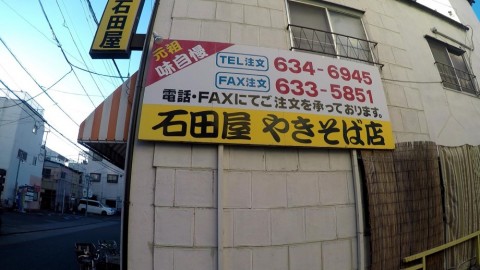 石田屋
元祖
味自慢
TEL注文 634-6945
FAX注文 633-5851
電話・FAXにてご注文を承っております。
石田屋 やきそば店